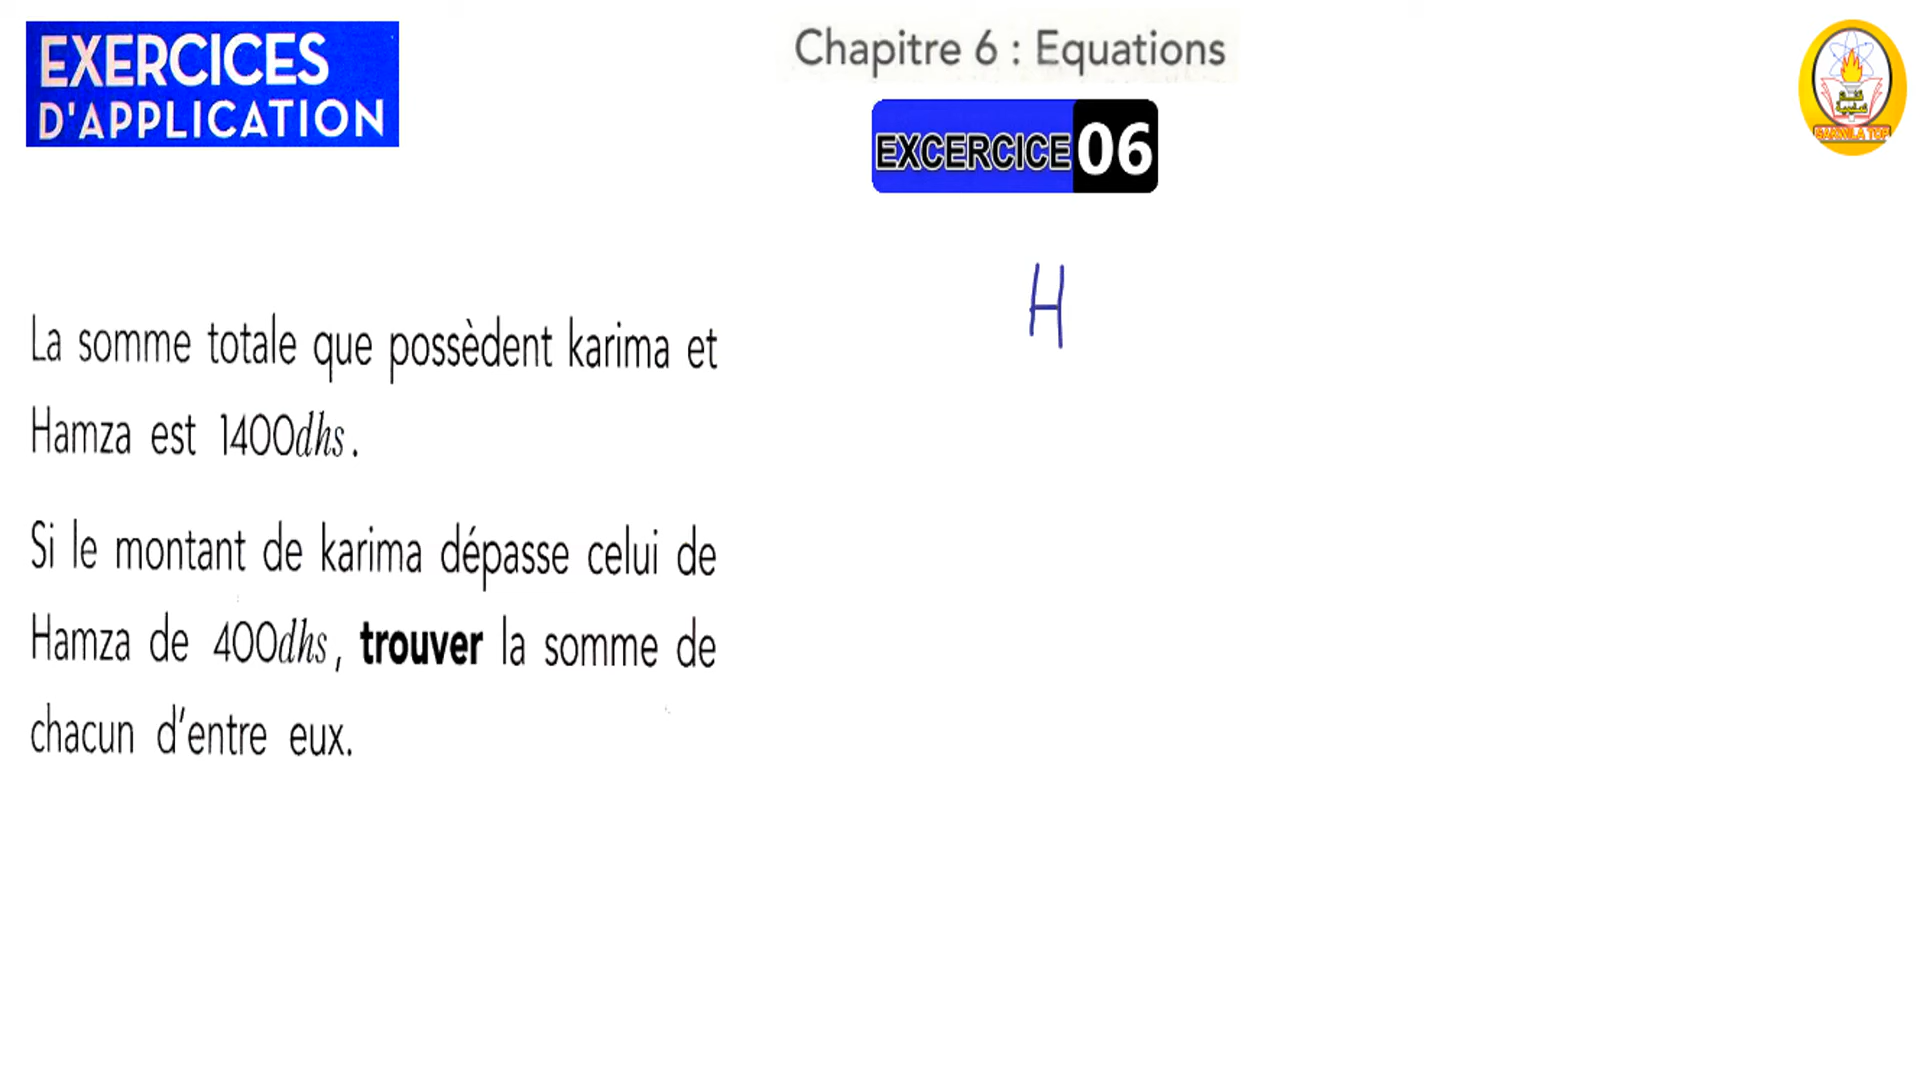 EXERCICES
D'APPLICATION
Chapitre 6 : Equations
EXCERCICE 06
H
La somme totale que possèdent karima et
Hamza est 1400dhs.
Si le montant de karima dépasse celui de
Hamza de 400dhs, trouver la somme de
chacun d'entre eux.